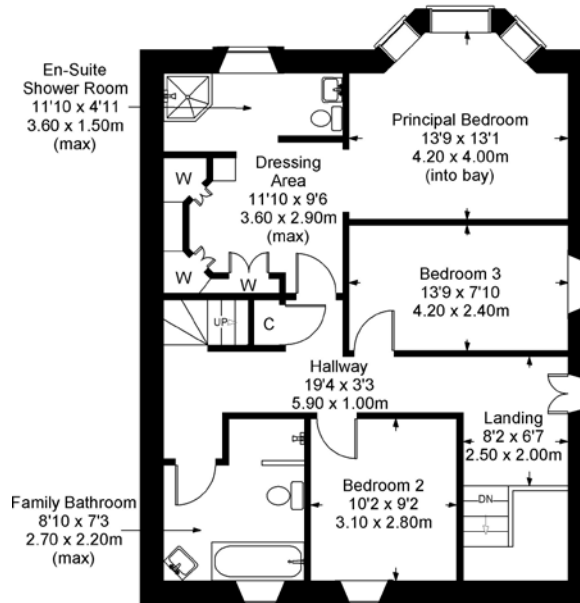 En-Suite
Shower Room
11'10 x 4'11
3.60 x 1.50m
(max)
Principal Bedroom
13'9 x 13'1
4.20 x 4.00m
(into bay)
Dressing
Area
11'10 x 9'6
3.60 x 2.90m
(max)
W
W
W
Bedroom 3
13'9 x 7'10
4.20 x 2.40m
UP
C
Hallway
19'4 x 3'3
5.90 x 1.00m
Landing
8'2 x 6'7
2.50 x 2.00m
Family Bathroom
8'10 x 7'3
2.70 x 2.20m
(max)
Bedroom 2
10'2 x 9'2
3.10 x 2.80m
DN